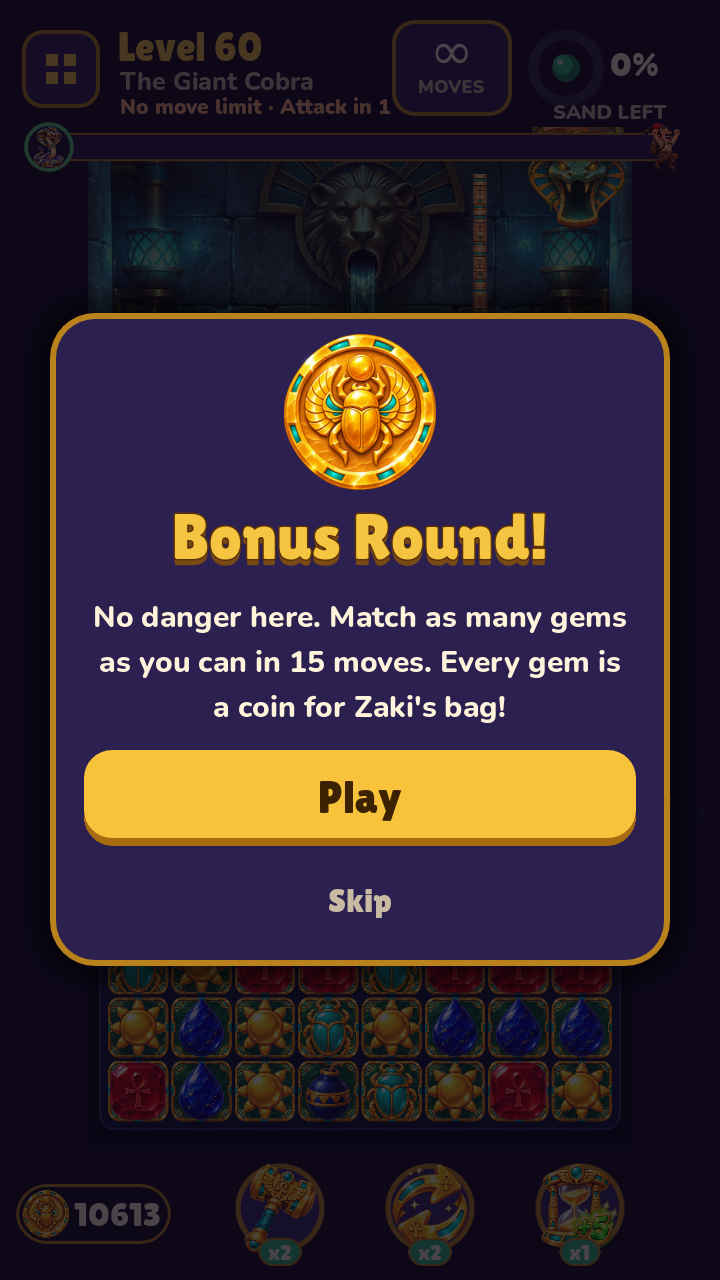 Level 60
The Giant Cobra
No move limit · Attack in 1
∞
MOVES
0%
SAND LEFT
Bonus Round!
No danger here. Match as many gems
as you can in 15 moves. Every gem is
a coin for Zaki's bag!
Play
Skip
10613
x2
x2
+5
x1